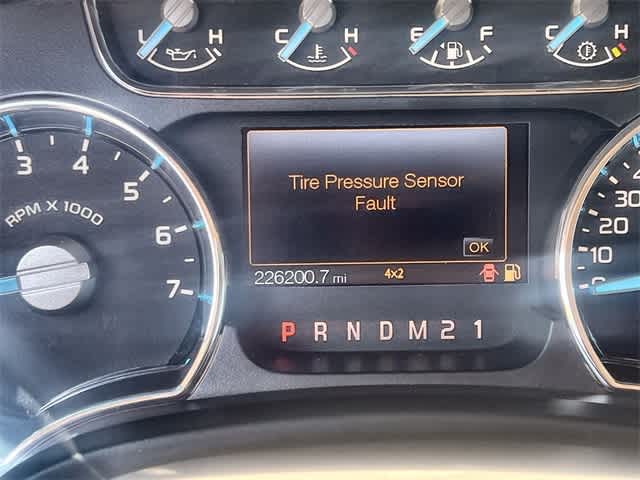 L H C H E F C H
3 4 5 6 7
RPM X 1000
Tire Pressure Sensor
Fault
OK
226200.7 mi 4x2
P R N D M 2 1
30
20
10